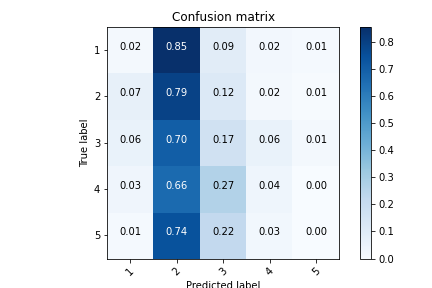 Confusion matrix
1 0.02 0.85 0.09 0.02 0.01
2 0.07 0.79 0.12 0.02 0.01
3 0.06 0.70 0.17 0.06 0.01
4 0.03 0.66 0.27 0.04 0.00
5 0.01 0.74 0.22 0.03 0.00
1 2 3 4 5
True label
Predicted label
0.8
0.7
0.6
0.5
0.4
0.3
0.2
0.1
0.0